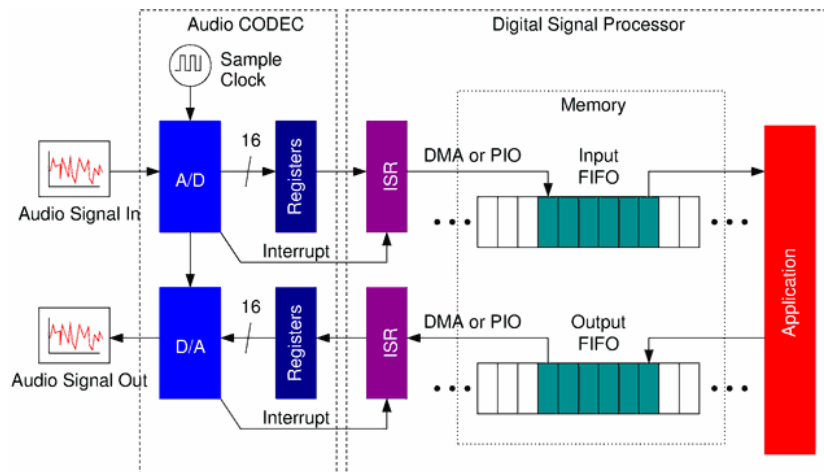 Audio CODEC
Digital Signal Processor
Sample
Clock
Memory
16
A/D
Registers
ISR
DMA or PIO
Input
FIFO
Audio Signal In
Interrupt
Application
16
D/A
Registers
ISR
DMA or PIO
Output
FIFO
Audio Signal Out
Interrupt